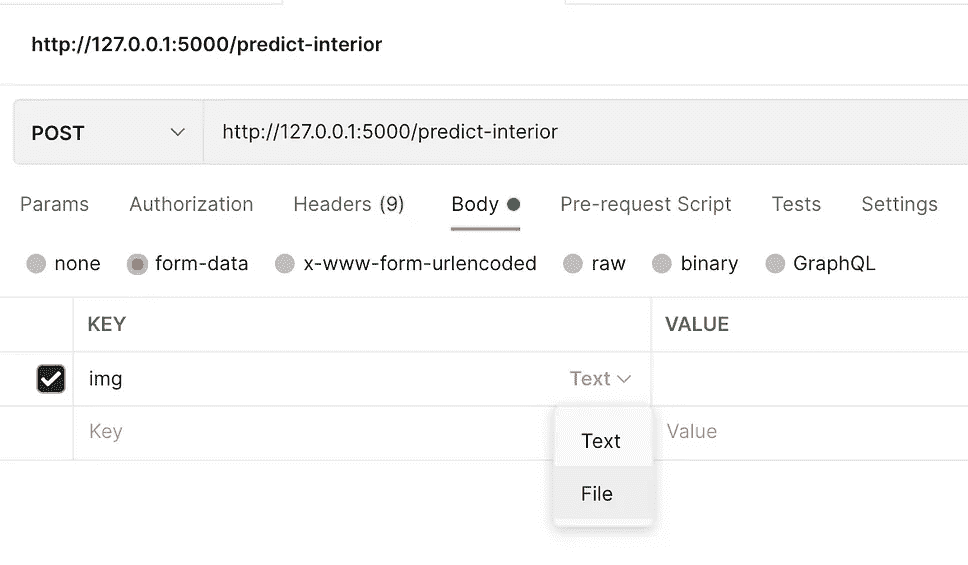 http://127.0.0.1:5000/predict-interior
POST http://127.0.0.1:5000/predict-interior
Params Authorization Headers (9) Body Pre-request Script Tests Settings
none form-data x-www-form-urlencoded raw binary GraphQL
KEY VALUE
img Text
Key Value
Text
File